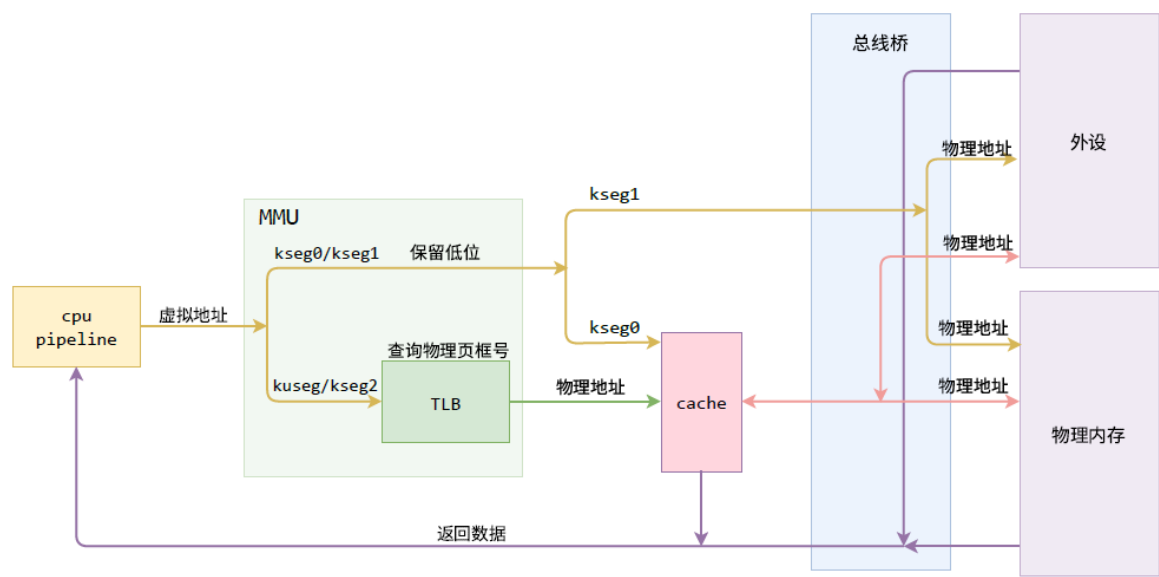 总线桥
外设
物理地址
kseg1
MMU
kseg0/kseg1
保留低位
物理地址
cpu
pipeline
虚拟地址
kseg0
物理地址
查询物理页框号
kuseg/kseg2
TLB
物理地址
cache
物理地址
物理内存
返回数据